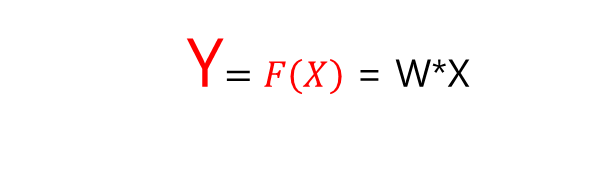 Y = F(X) = W*X